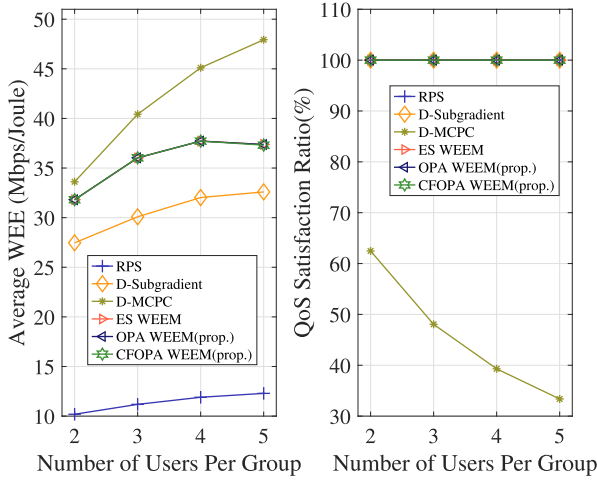 50
45
40
35
30
25
20
15
10
2
3
4
5
Average WEE (Mbps/Joule)
Number of Users Per Group
RPS
D-Subgradient
D-MCPC
ES WEEM
OPA WEEM(prop.)
CFOPA WEEM(prop.)
110
100
90
80
70
60
50
40
30
2
3
4
5
QoS Satisfaction Ratio(%)
Number of Users Per Group
RPS
D-Subgradient
D-MCPC
ES WEEM
OPA WEEM(prop.)
CFOPA WEEM(prop.)